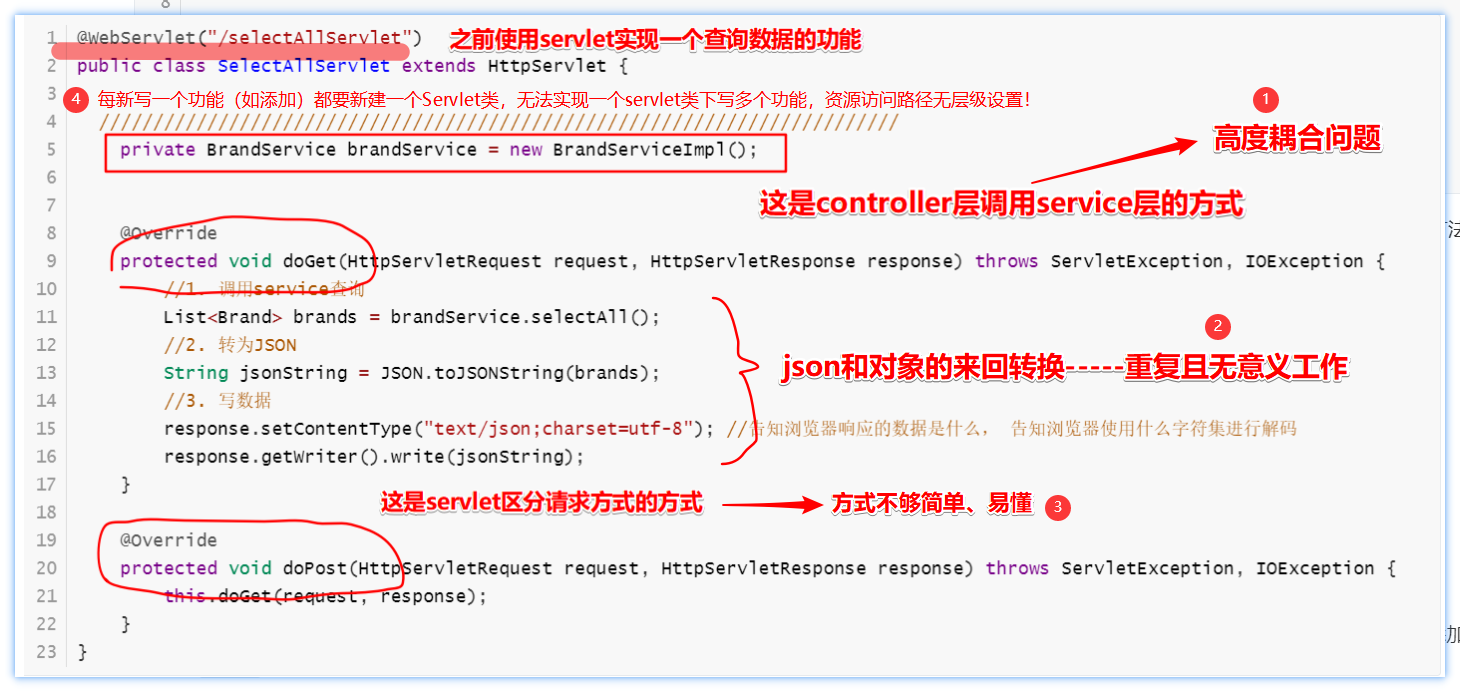 8
1 @WebServlet("/selectAllServlet") 之前使用servlet实现一个查询数据的功能
2 public class SelectAllServlet extends HttpServlet {
3 4 每新写一个功能（如添加）都要新建一个Servlet类，无法实现一个servlet类下写多个功能，资源访问路径无层级设置！
1
4 //////////////////////////////////////////////////////////////////////////
高度耦合问题
5 private BrandService brandService = new BrandServiceImpl();
6
7 这是controller层调用service层的方式
8 @Override
9 protected void doGet(HttpServletRequest request, HttpServletResponse response) throws ServletException, IOException {
10 //1. 调用service查询
11 List<Brand> brands = brandService.selectAll();
2
12 //2. 转为JSON
13 String jsonString = JSON.toJSONString(brands);
json和对象的来回转换-----重复且无意义工作
14 //3. 写数据
15 response.setContentType("text/json;charset=utf-8"); //告知浏览器响应的数据是什么， 告知浏览器使用什么字符集进行解码
16 response.getWriter().write(jsonString);
17 }
18 这是servlet区分请求方式的方式 方式不够简单、易懂 3
19 @Override
20 protected void doPost(HttpServletRequest request, HttpServletResponse response) throws ServletException, IOException {
21 this.doGet(request, response);
22 }
23 }